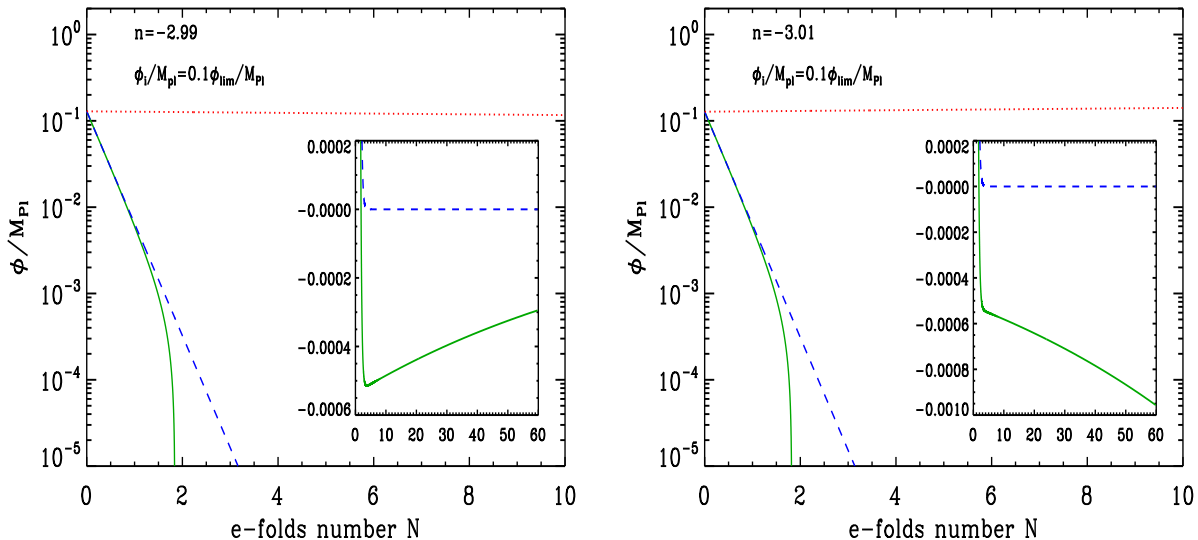 n=−2.99
ϕi/Mpl=0.1ϕlim/MPl
10^0
10^-1
10^-2
10^-3
10^-4
10^-5
ϕ/MPl
0.0002
−0.0000
−0.0002
−0.0004
−0.0006
0 10 20 30 40 50 60
0 2 4 6 8 10
e−folds number N
n=−3.01
ϕi/Mpl=0.1ϕlim/MPl
10^0
10^-1
10^-2
10^-3
10^-4
10^-5
ϕ/MPl
0.0002
−0.0000
−0.0002
−0.0004
−0.0006
−0.0008
−0.0010
0 10 20 30 40 50 60
0 2 4 6 8 10
e−folds number N